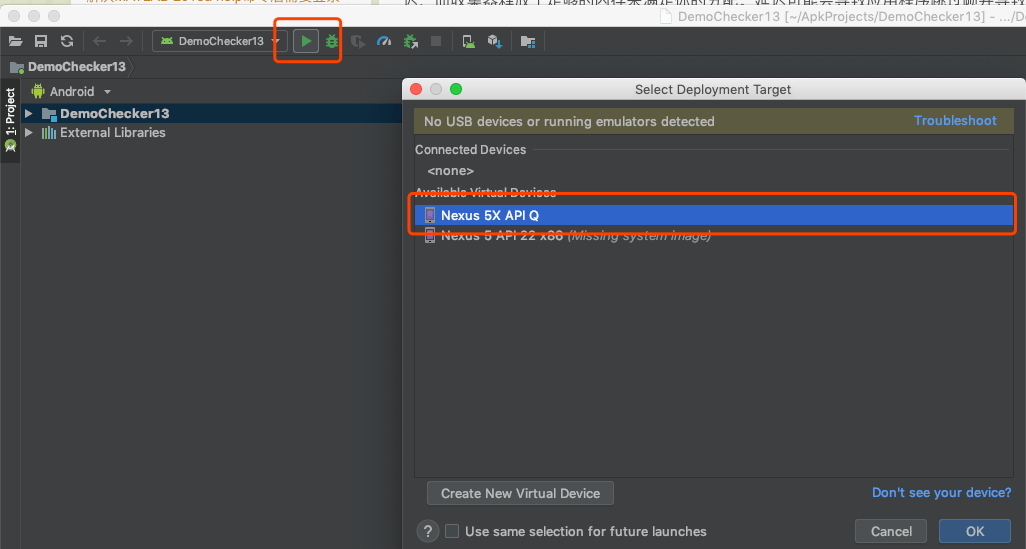 DemoChecker13 [~/ApkProjects/DemoChecker13] - .../De
DemoChecker13
DemoChecker13
Android
1: Project
DemoChecker13
External Libraries
Select Deployment Target
No USB devices or running emulators detected
Troubleshoot
Connected Devices
<none>
Available Virtual Devices
Nexus 5X API Q
Nexus 5 API 22 x86 (Missing system image)
Create New Virtual Device
Don't see your device?
?
Use same selection for future launches
Cancel
OK